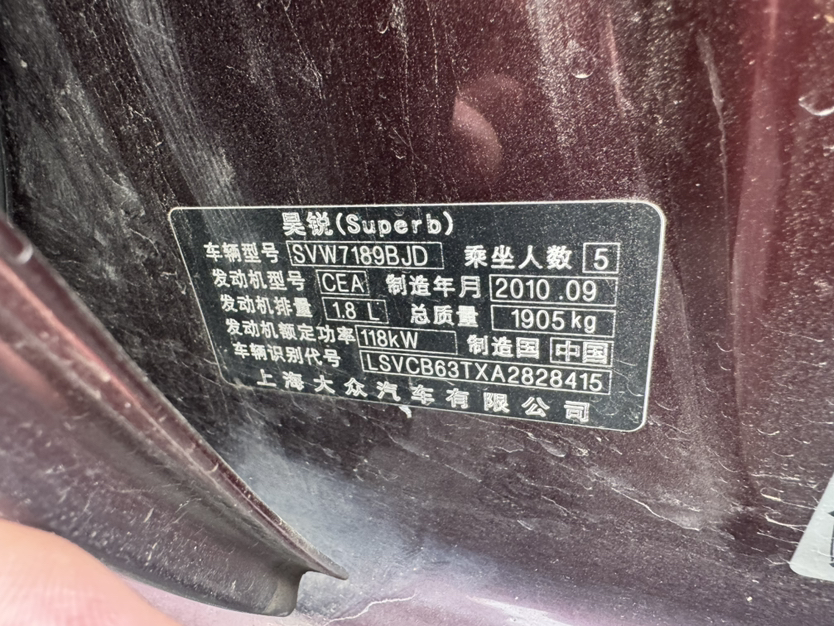 昊锐(Superb)
车辆型号 SVW7189BJD 乘坐人数 5
发动机型号 CEA 制造年月 2010.09
发动机排量 1.8 L 总质量 1905kg
发动机额定功率 118kW 制造国 中国
车辆识别代号 LSVCB63TXA2828415
上海大众汽车有限公司